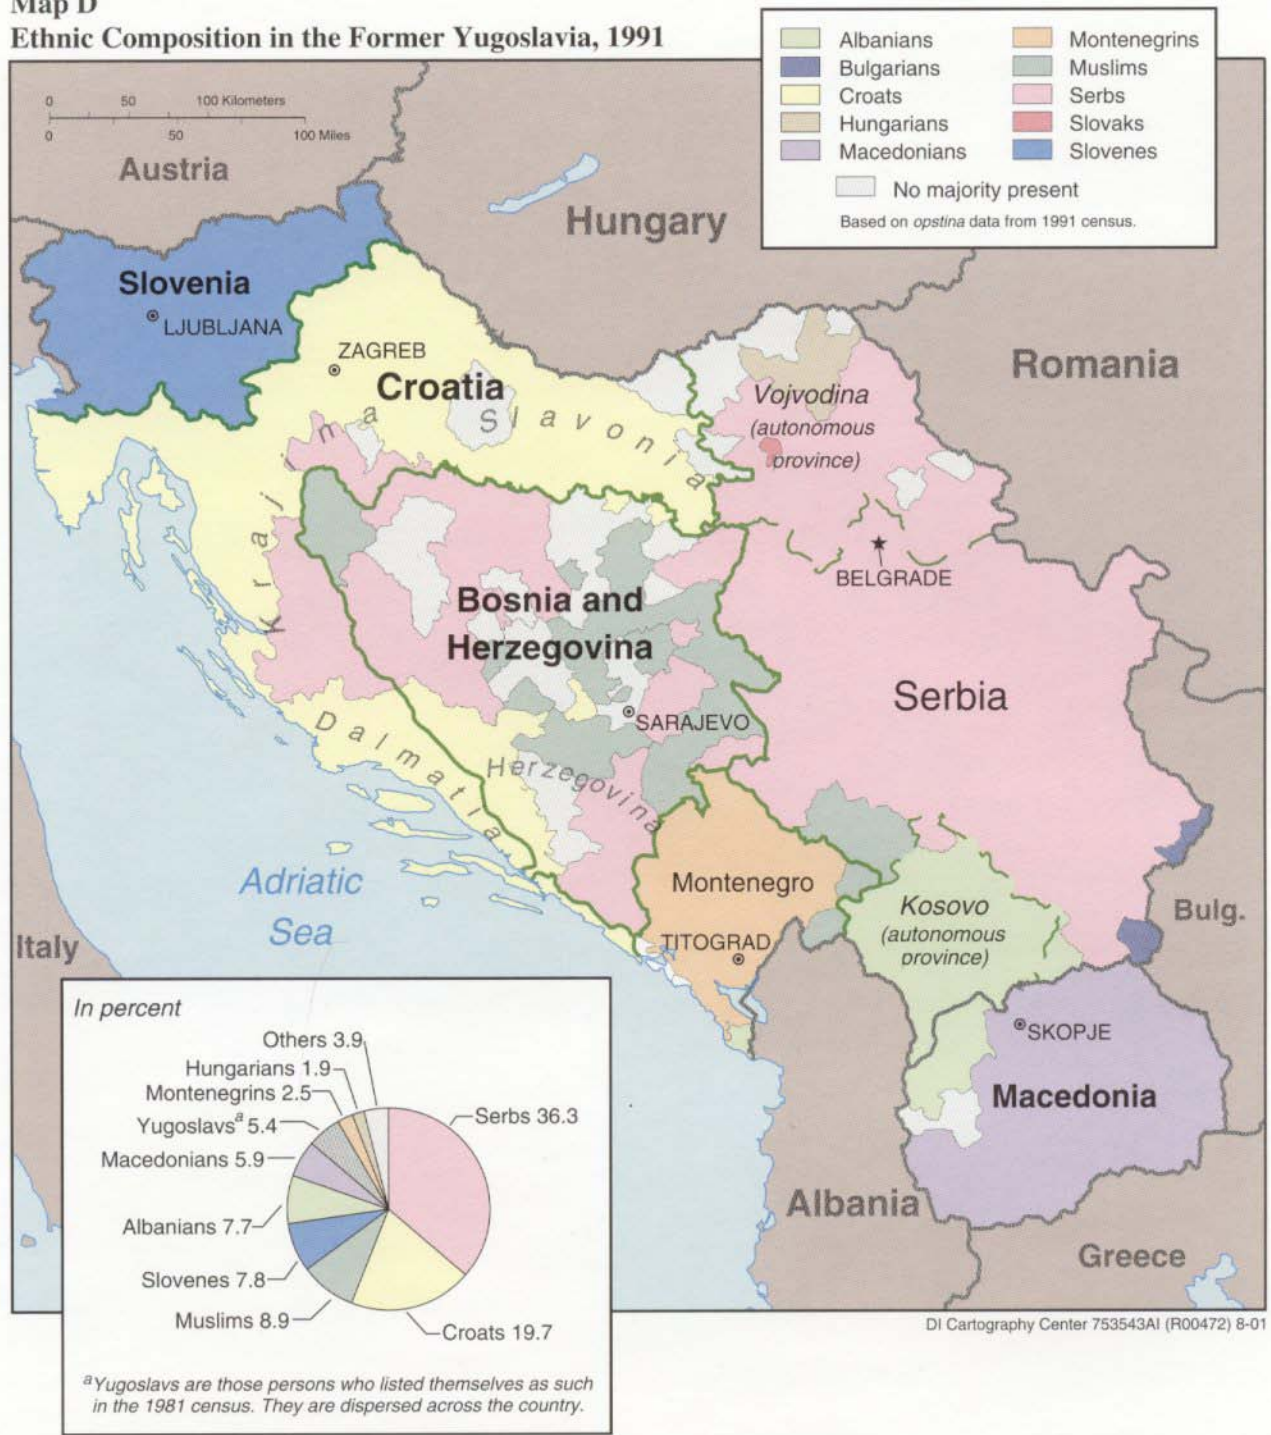 Map D
Ethnic Composition in the Former Yugoslavia, 1991
Albanians
Bulgarians
Croats
Hungarians
Macedonians
Montenegrins
Muslims
Serbs
Slovaks
Slovenes
No majority present
Based on opstina data from 1991 census.
0 50 100 Kilometers
0 50 100 Miles
Austria
Hungary
Slovenia
LJUBLJANA
ZAGREB
Croatia
Slavonia
Krajina
Romania
Vojvodina
(autonomous
province)
BELGRADE
Bosnia and
Herzegovina
SARAJEVO
Serbia
Dalmatia
Herzegovina
Adriatic
Sea
Italy
Montenegro
TITOGRAD
Kosovo
(autonomous
province)
Bulg.
SKOPJE
Macedonia
Albania
Greece
In percent
Others 3.9
Hungarians 1.9
Montenegrins 2.5
Yugoslavsa 5.4
Macedonians 5.9
Albanians 7.7
Slovenes 7.8
Muslims 8.9
Serbs 36.3
Croats 19.7
aYugoslavs are those persons who listed themselves as such
in the 1981 census. They are dispersed across the country.
DI Cartography Center 753543AI (R00472) 8-01